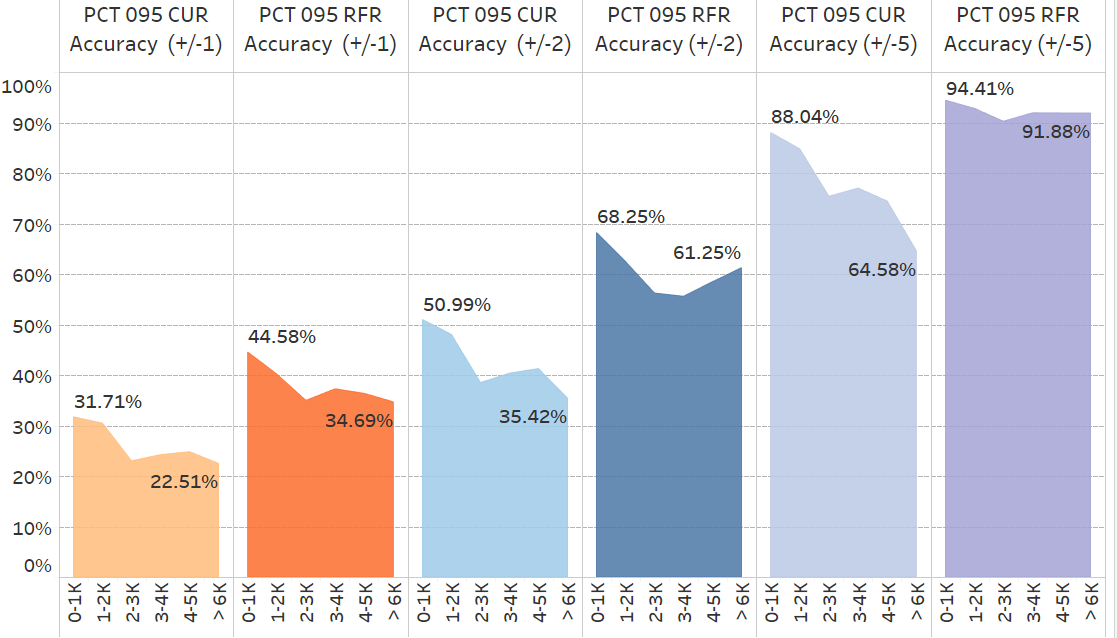 PCT 095 CUR
Accuracy (+/-1)
PCT 095 RFR
Accuracy (+/-1)
PCT 095 CUR
Accuracy (+/-2)
PCT 095 RFR
Accuracy (+/-2)
PCT 095 CUR
Accuracy (+/-5)
PCT 095 RFR
Accuracy (+/-5)
100%
90%
80%
70%
60%
50%
40%
30%
20%
10%
0%
31.71%
22.51%
44.58%
34.69%
50.99%
35.42%
68.25%
61.25%
88.04%
64.58%
94.41%
91.88%
0-1K
1-2K
2-3K
3-4K
4-5K
> 6K
0-1K
1-2K
2-3K
3-4K
4-5K
> 6K
0-1K
1-2K
2-3K
3-4K
4-5K
> 6K
0-1K
1-2K
2-3K
3-4K
4-5K
> 6K
0-1K
1-2K
2-3K
3-4K
4-5K
> 6K
0-1K
1-2K
2-3K
3-4K
4-5K
> 6K